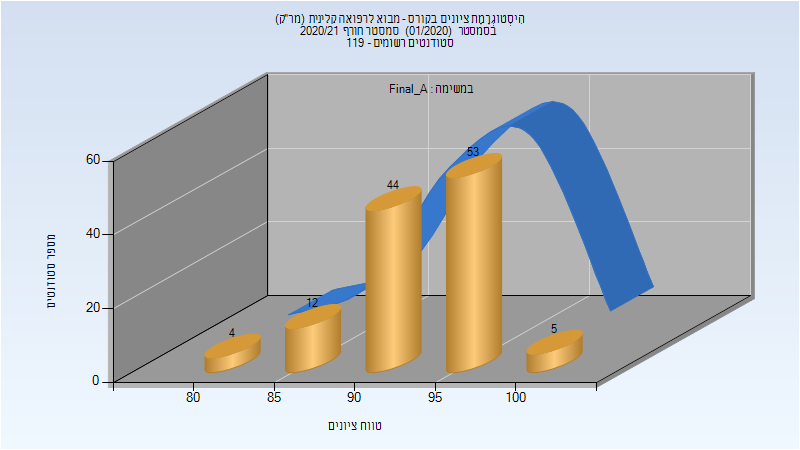 היסטוגרמת ציונים בקורס - מבוא לרפואה קלינית (מר"ק)
בסמסטר (01/2020) סמסטר חורף 2020/21
סטודנטים רשומים - 119
במשימה : Final_A
60
40
20
0
מספר סטודנטים
4
12
44
53
5
80
85
90
95
100
טווח ציונים